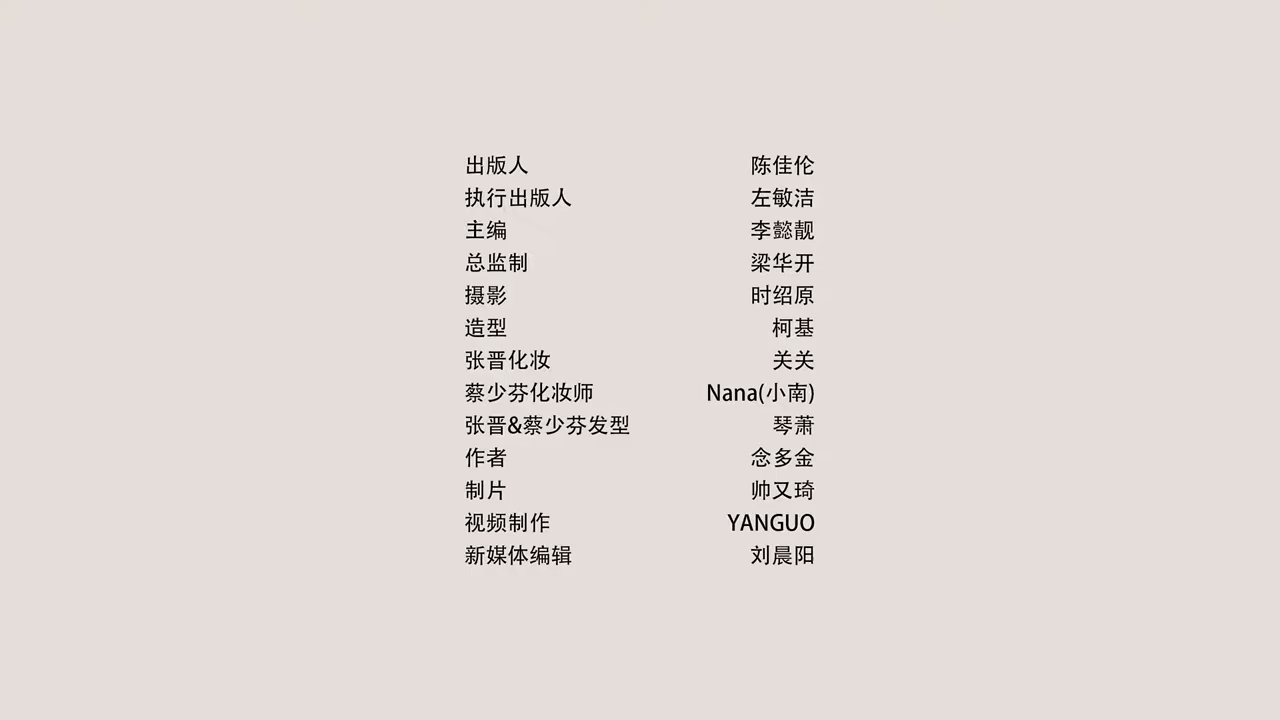 出版人 陈佳伦
执行出版人 左敏洁
主编 李懿靓
总监制 梁华开
摄影 时绍原
造型 柯基
张晋化妆 关关
蔡少芬化妆师 Nana(小南)
张晋&蔡少芬发型 琴萧
作者 念多金
制片 帅又琦
视频制作 YANGUO
新媒体编辑 刘晨阳